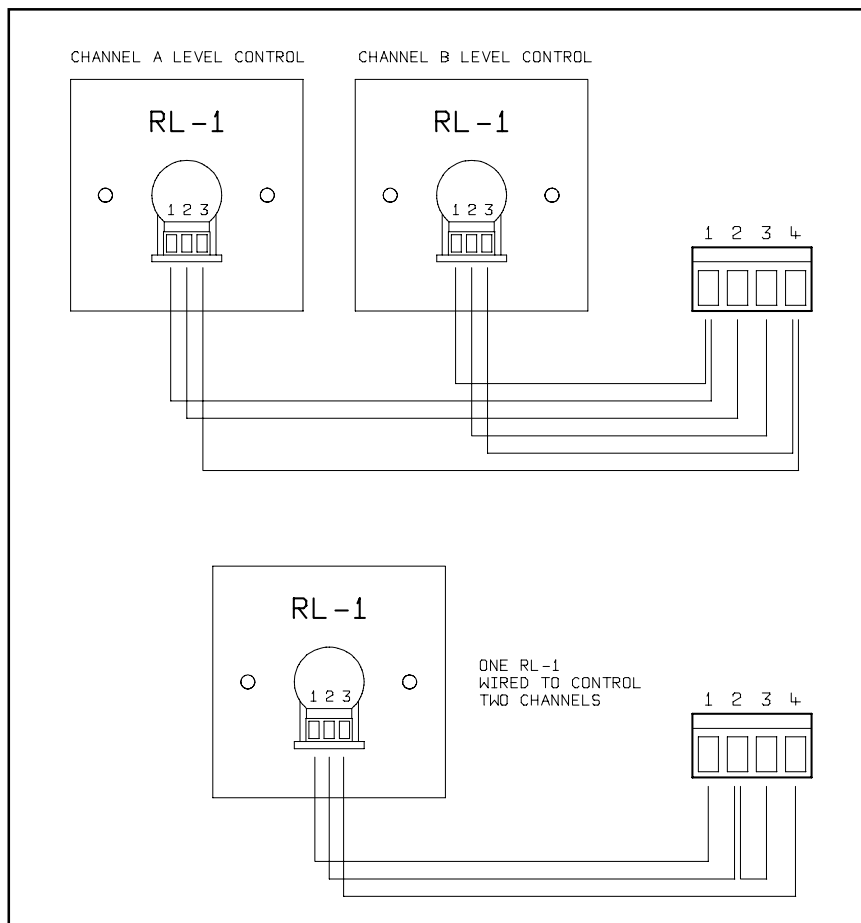 CHANNEL A LEVEL CONTROL
CHANNEL B LEVEL CONTROL
RL-1
RL-1
1 2 3
1 2 3
1 2 3 4
RL-1
ONE RL-1
WIRED TO CONTROL
TWO CHANNELS
1 2 3
1 2 3 4